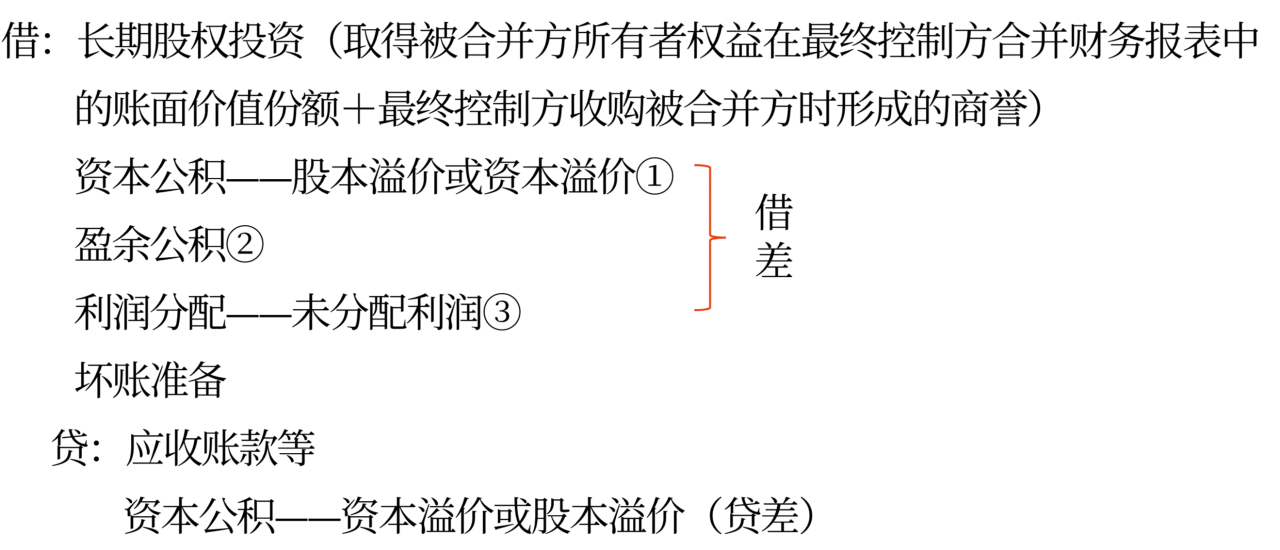 借：长期股权投资（取得被合并方所有者权益在最终控制方合并财务报表中
的账面价值份额＋最终控制方收购被合并方时形成的商誉）
资本公积——股本溢价或资本溢价①
盈余公积②
利润分配——未分配利润③
借
差
坏账准备
贷：应收账款等
资本公积——资本溢价或股本溢价（贷差）